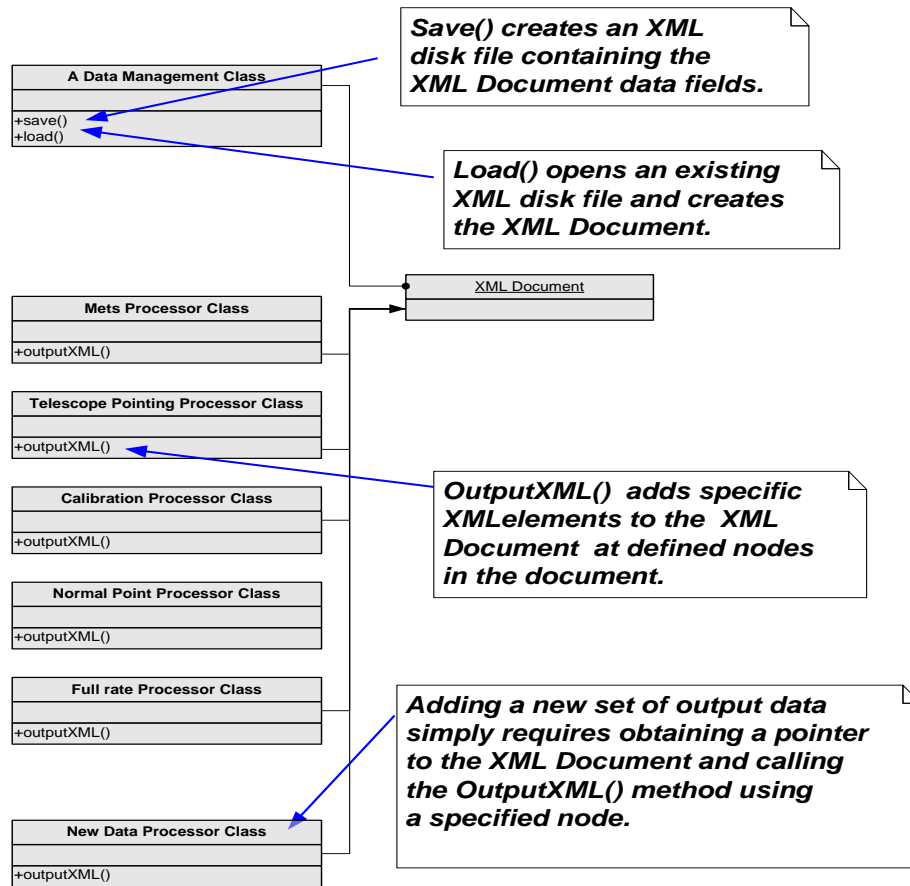 Save() creates an XML
disk file containing the
XML Document data fields.
A Data Management Class
+save()
+load()
Load() opens an existing
XML disk file and creates
the XML Document.
XML Document
Mets Processor Class
+outputXML()
Telescope Pointing Processor Class
+outputXML()
OutputXML() adds specific
XMLelements to the XML
Document at defined nodes
in the document.
Calibration Processor Class
+outputXML()
Normal Point Processor Class
+outputXML()
Full rate Processor Class
+outputXML()
Adding a new set of output data
simply requires obtaining a pointer
to the XML Document and calling
the OutputXML() method using
a specified node.
New Data Processor Class
+outputXML()